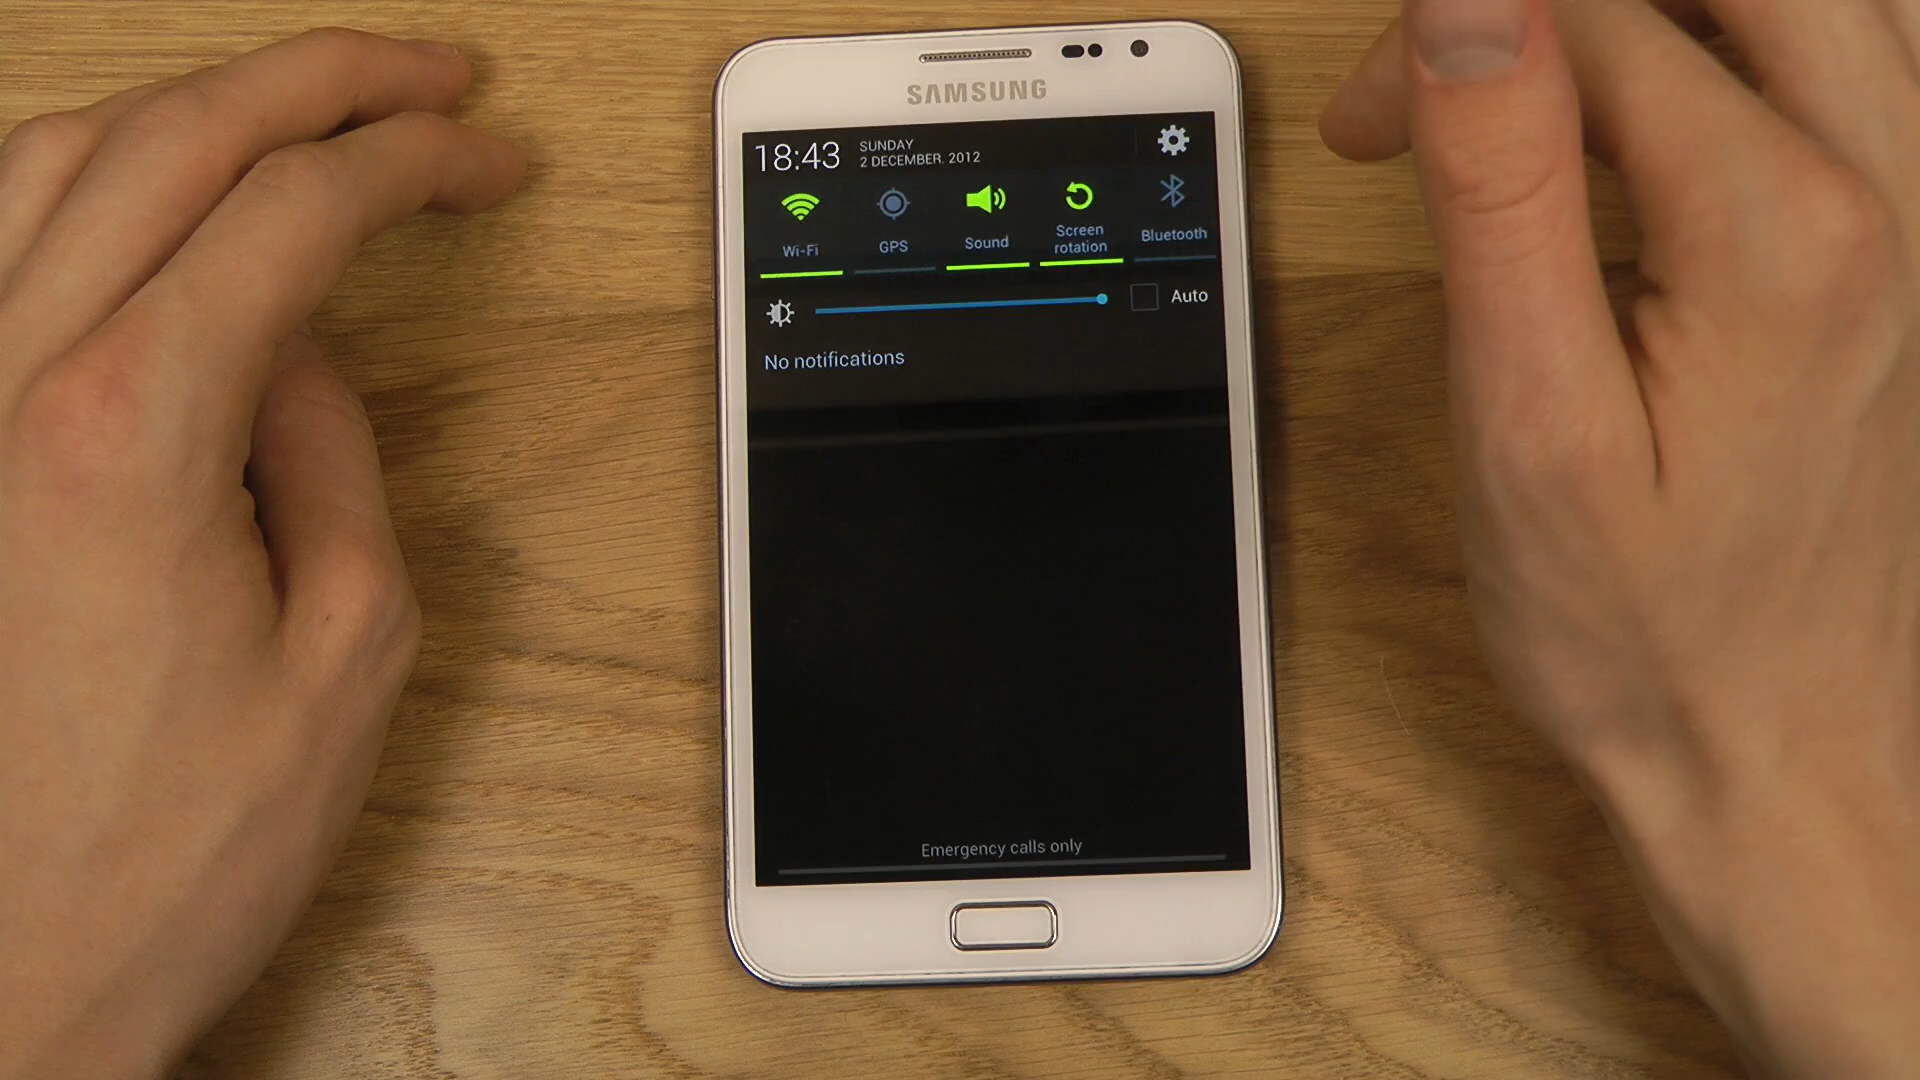 SAMSUNG
18:43
SUNDAY
2 DECEMBER. 2012
Wi-Fi
GPS
Sound
Screen
rotation
Bluetooth
Auto
No notifications
Emergency calls only